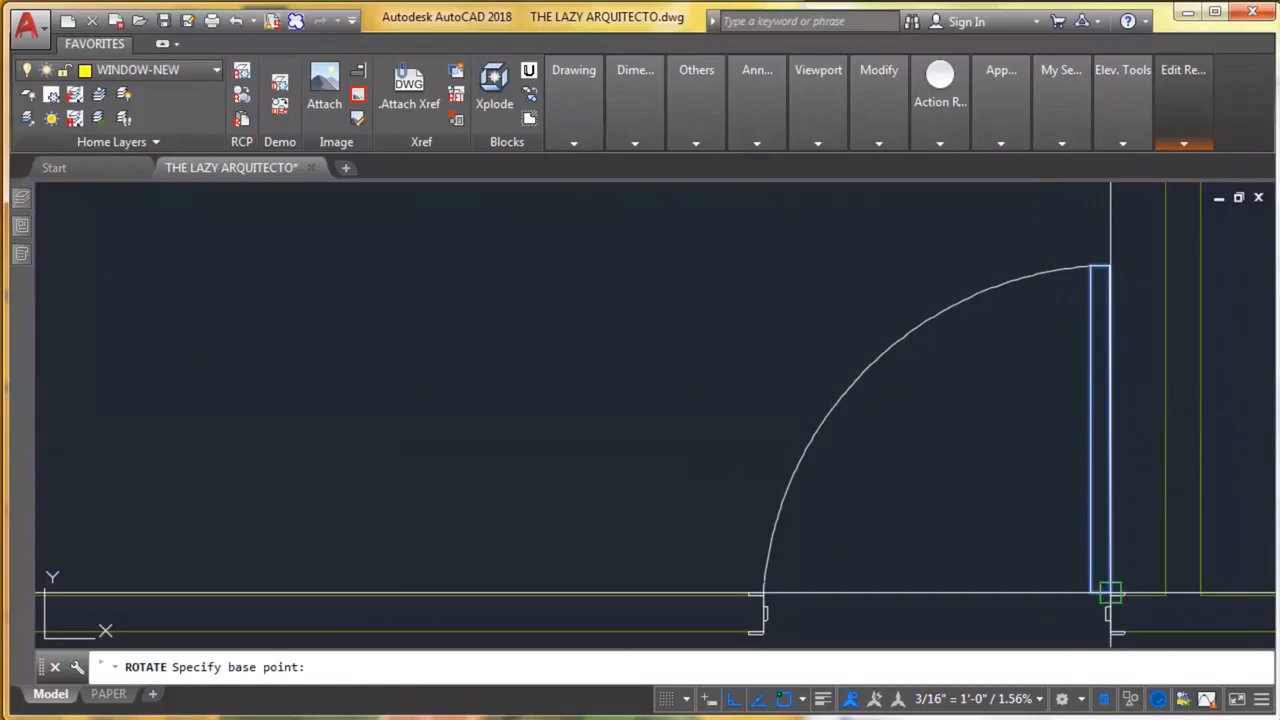 Autodesk AutoCAD 2018 THE LAZY ARQUITECTO.dwg
Type a keyword or phrase
Sign In
FAVORITES
WINDOW-NEW
Attach
.Attach Xref
Xplode
DWG
U
Drawing
Dime...
Others
Ann...
Viewport
Modify
Action R...
App...
My Se...
Elev. Tools
Edit Re...
Home Layers
RCP
Demo
Image
Xref
Blocks
Start
THE LAZY ARQUITECTO*
Y
X
ROTATE Specify base point:
Model
PAPER
3/16" = 1'-0" / 1.56%